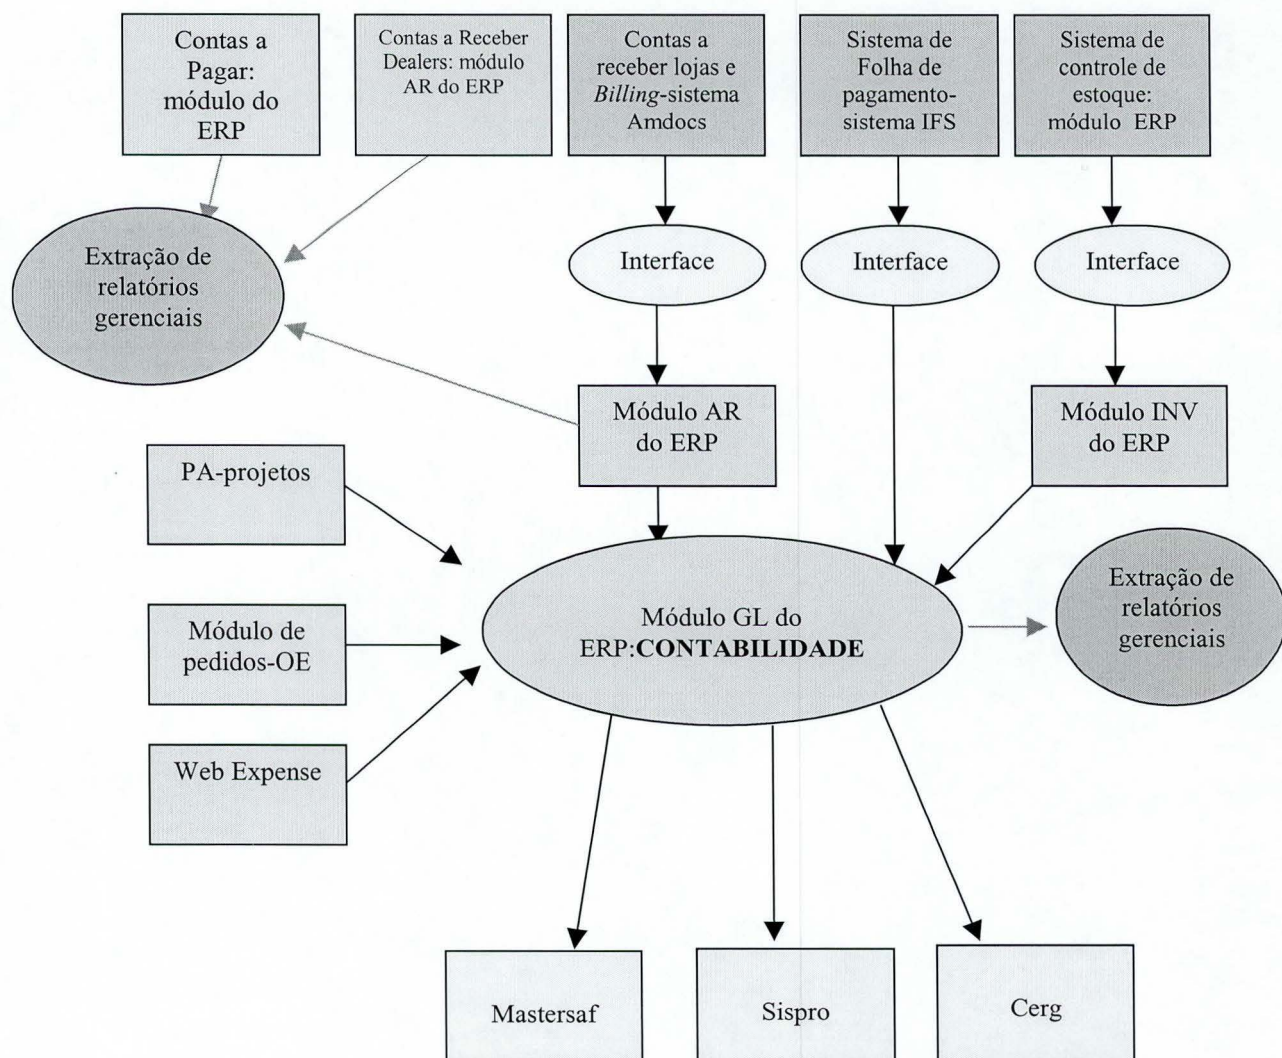 Contas a
Pagar:
módulo do
ERP
Contas a Receber
Dealers: módulo
AR do ERP
Contas a
receber lojas e
Billing-sistema
Amdocs
Sistema de
Folha de
pagamento-
sistema IFS
Sistema de
controle de
estoque:
módulo ERP
Extração de
relatórios
gerenciais
Interface
Interface
Interface
Módulo AR
do ERP
Módulo INV
do ERP
PA-projetos
Módulo de
pedidos-OE
Web Expense
Módulo GL do
ERP:CONTABILIDADE
Extração de
relatórios
gerenciais
Mastersaf
Sispro
Cerg